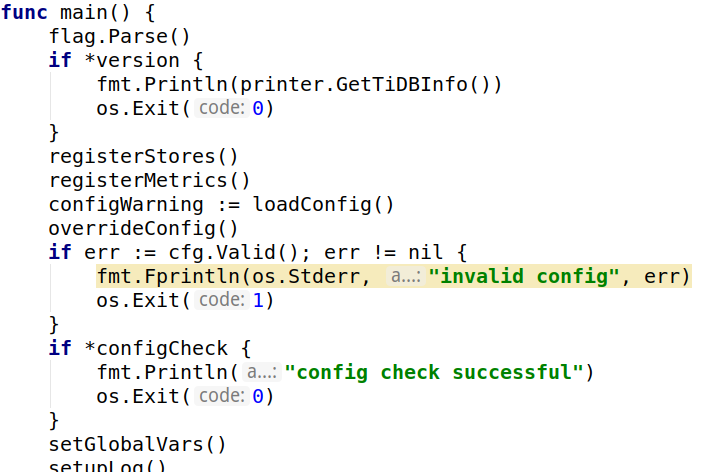 func main() {
    flag.Parse()
    if *version {
        fmt.Println(printer.GetTiDBInfo())
        os.Exit( code: 0)
    }
    registerStores()
    registerMetrics()
    configWarning := loadConfig()
    overrideConfig()
    if err := cfg.Valid(); err != nil {
        fmt.Fprintln(os.Stderr, a...: "invalid config", err)
        os.Exit( code: 1)
    }
    if *configCheck {
        fmt.Println( a...: "config check successful")
        os.Exit( code: 0)
    }
    setGlobalVars()
    setupLog()